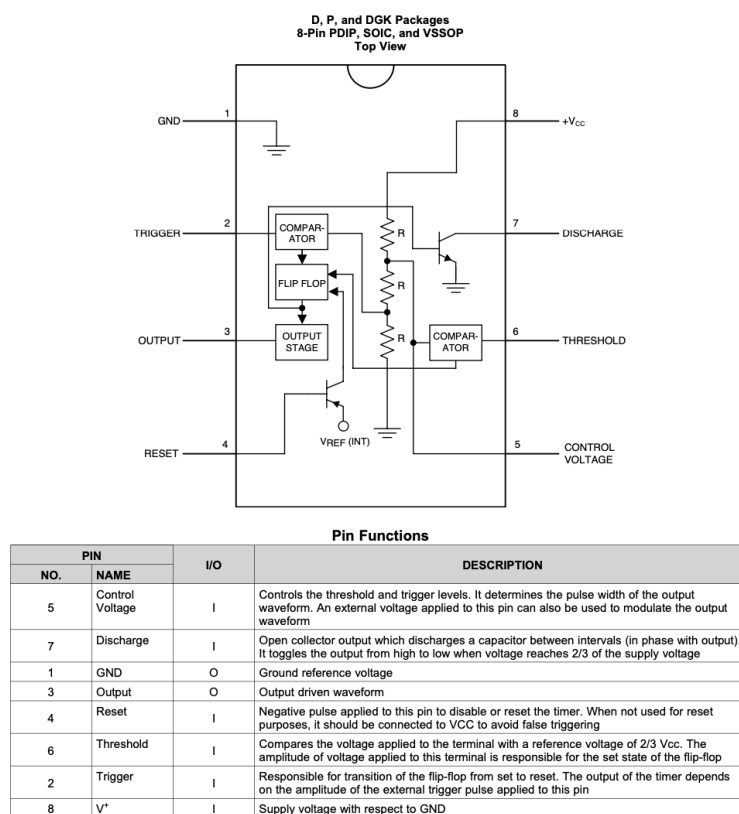 D, P, and DGK Packages
8-Pin PDIP, SOIC, and VSSOP
Top View
GND
1
8
+VCC
TRIGGER
2
COMPAR-
ATOR
R
7
DISCHARGE
FLIP FLOP
R
OUTPUT
3
OUTPUT
STAGE
R
COMPAR-
ATOR
6
THRESHOLD
RESET
4
VREF (INT)
5
CONTROL
VOLTAGE
Pin Functions
PIN
I/O
DESCRIPTION
NO.
NAME
5
Control
Voltage
I
Controls the threshold and trigger levels. It determines the pulse width of the output
waveform. An external voltage applied to this pin can also be used to modulate the output
waveform
7
Discharge
I
Open collector output which discharges a capacitor between intervals (in phase with output).
It toggles the output from high to low when voltage reaches 2/3 of the supply voltage
1
GND
O
Ground reference voltage
3
Output
O
Output driven waveform
4
Reset
I
Negative pulse applied to this pin to disable or reset the timer. When not used for reset
purposes, it should be connected to VCC to avoid false triggering
6
Threshold
I
Compares the voltage applied to the terminal with a reference voltage of 2/3 Vcc. The
amplitude of voltage applied to this terminal is responsible for the set state of the flip-flop
2
Trigger
I
Responsible for transition of the flip-flop from set to reset. The output of the timer depends
on the amplitude of the external trigger pulse applied to this pin
8
V+
I
Supply voltage with respect to GND